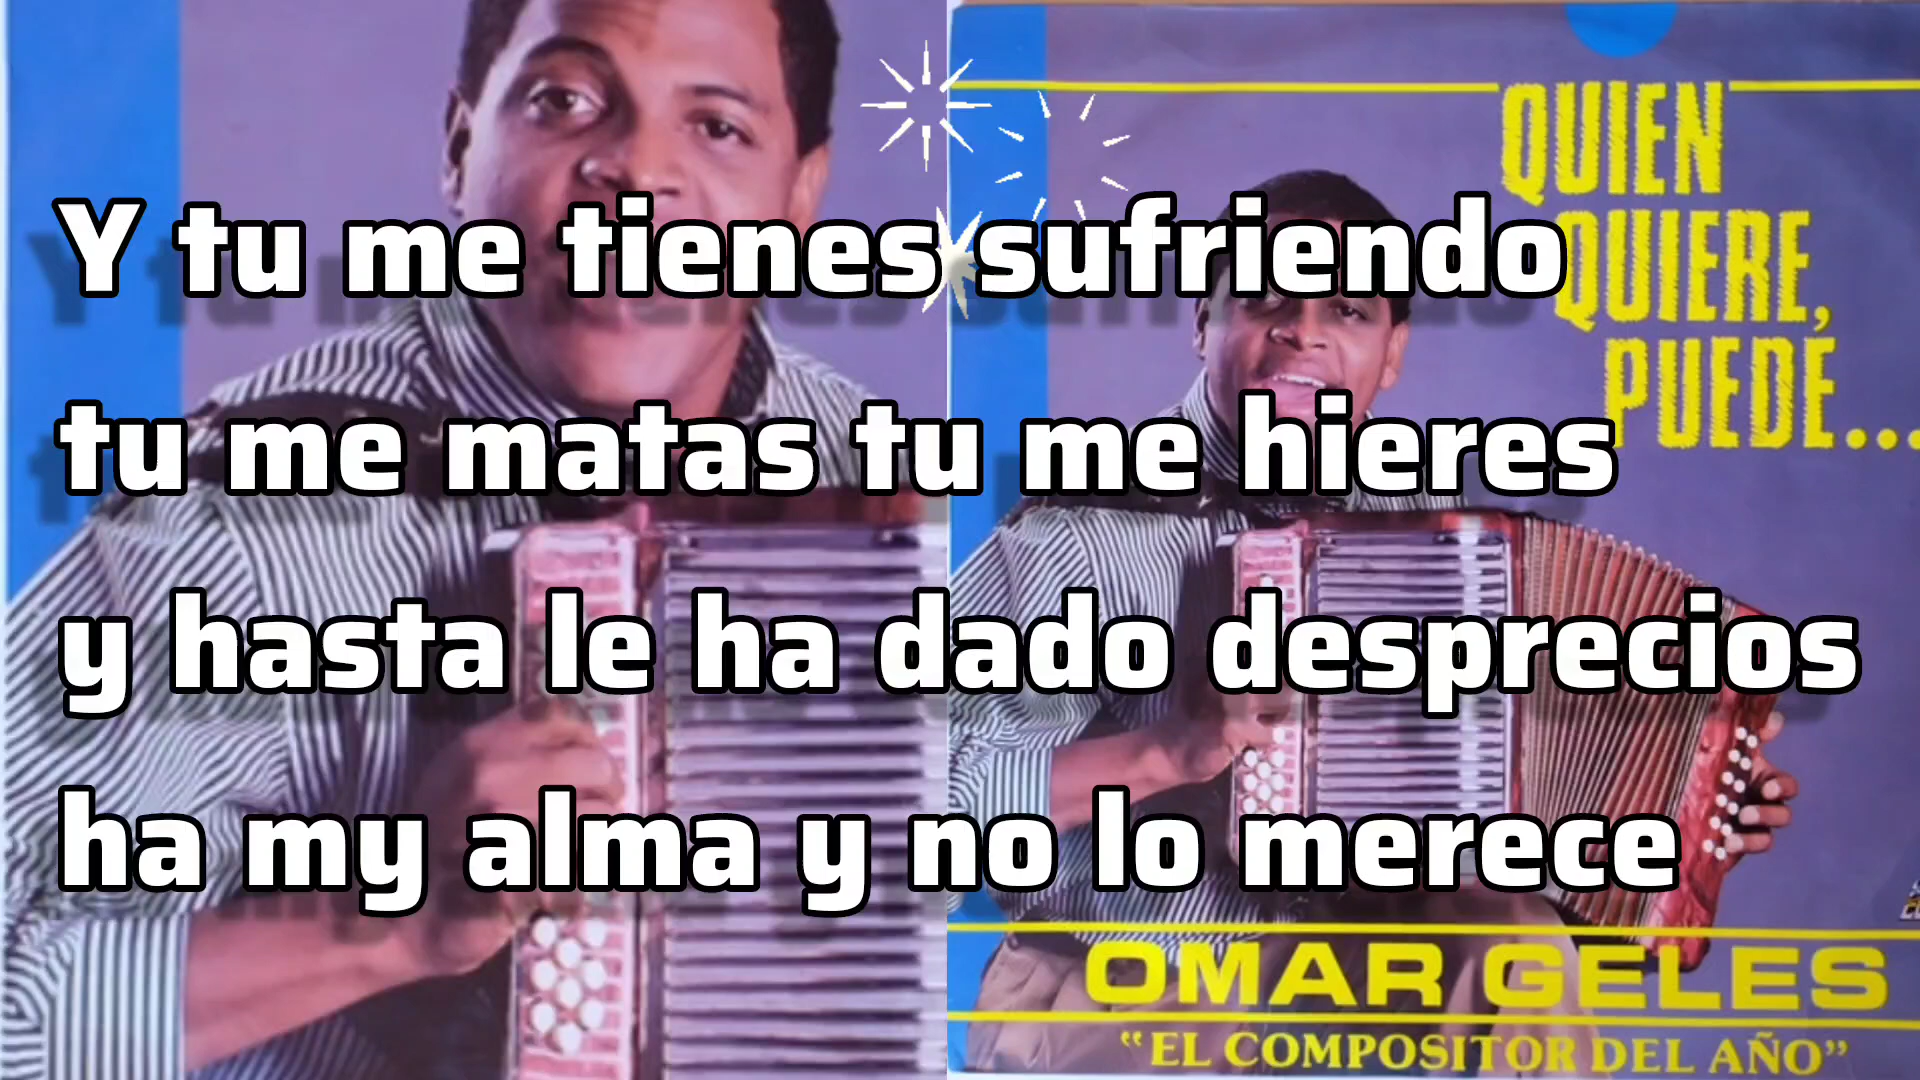 Y tu me tienes sufriendo
tu me matas tu me hieres
y hasta le ha dado desprecios
ha my alma y no lo merece
QUIEN
QUIERE,
PUEDE...
OMAR GELES
“EL COMPOSITOR DEL AÑO”